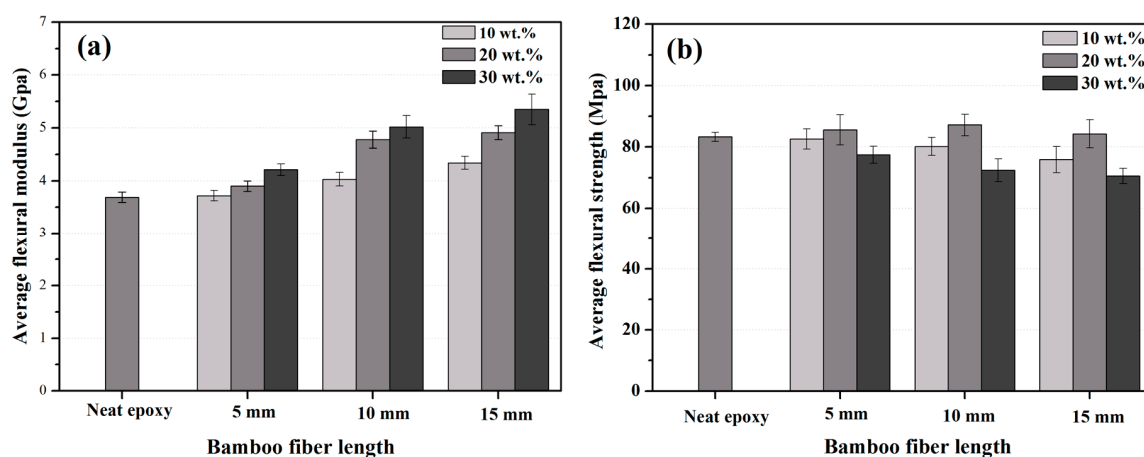 (a)
10 wt.%
20 wt.%
30 wt.%
Average flexural modulus (Gpa)
7
6
5
4
3
2
1
0
Neat epoxy 5 mm 10 mm 15 mm
Bamboo fiber length
(b)
10 wt.%
20 wt.%
30 wt.%
Average flexural strength (Mpa)
120
100
80
60
40
20
0
Neat epoxy 5 mm 10 mm 15 mm
Bamboo fiber length